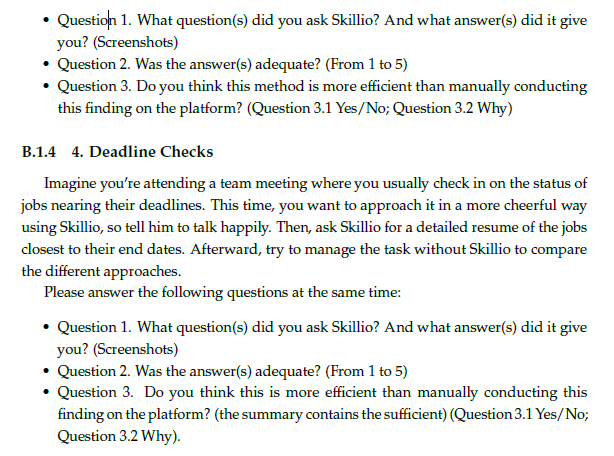 • Question 1. What question(s) did you ask Skillio? And what answer(s) did it give
you? (Screenshots)
• Question 2. Was the answer(s) adequate? (From 1 to 5)
• Question 3. Do you think this method is more efficient than manually conducting
this finding on the platform? (Question 3.1 Yes/No; Question 3.2 Why)
B.1.4 4. Deadline Checks
Imagine you're attending a team meeting where you usually check in on the status of
jobs nearing their deadlines. This time, you want to approach it in a more cheerful way
using Skillio, so tell him to talk happily. Then, ask Skillio for a detailed resume of the jobs
closest to their end dates. Afterward, try to manage the task without Skillio to compare
the different approaches.
Please answer the following questions at the same time:
• Question 1. What question(s) did you ask Skillio? And what answer(s) did it give
you? (Screenshots)
• Question 2. Was the answer(s) adequate? (From 1 to 5)
• Question 3. Do you think this is more efficient than manually conducting this
finding on the platform? (the summary contains the sufficient) (Question 3.1 Yes/No;
Question 3.2 Why).